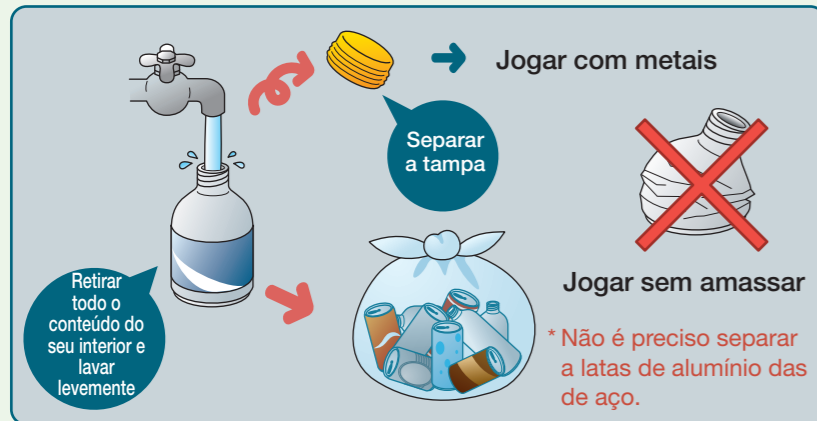 Jogar com metais
Separar
a tampa
Retirar
todo o
conteúdo do
seu interior e
lavar
levemente
Jogar sem amassar
* Não é preciso separar
a latas de alumínio das
de aço.